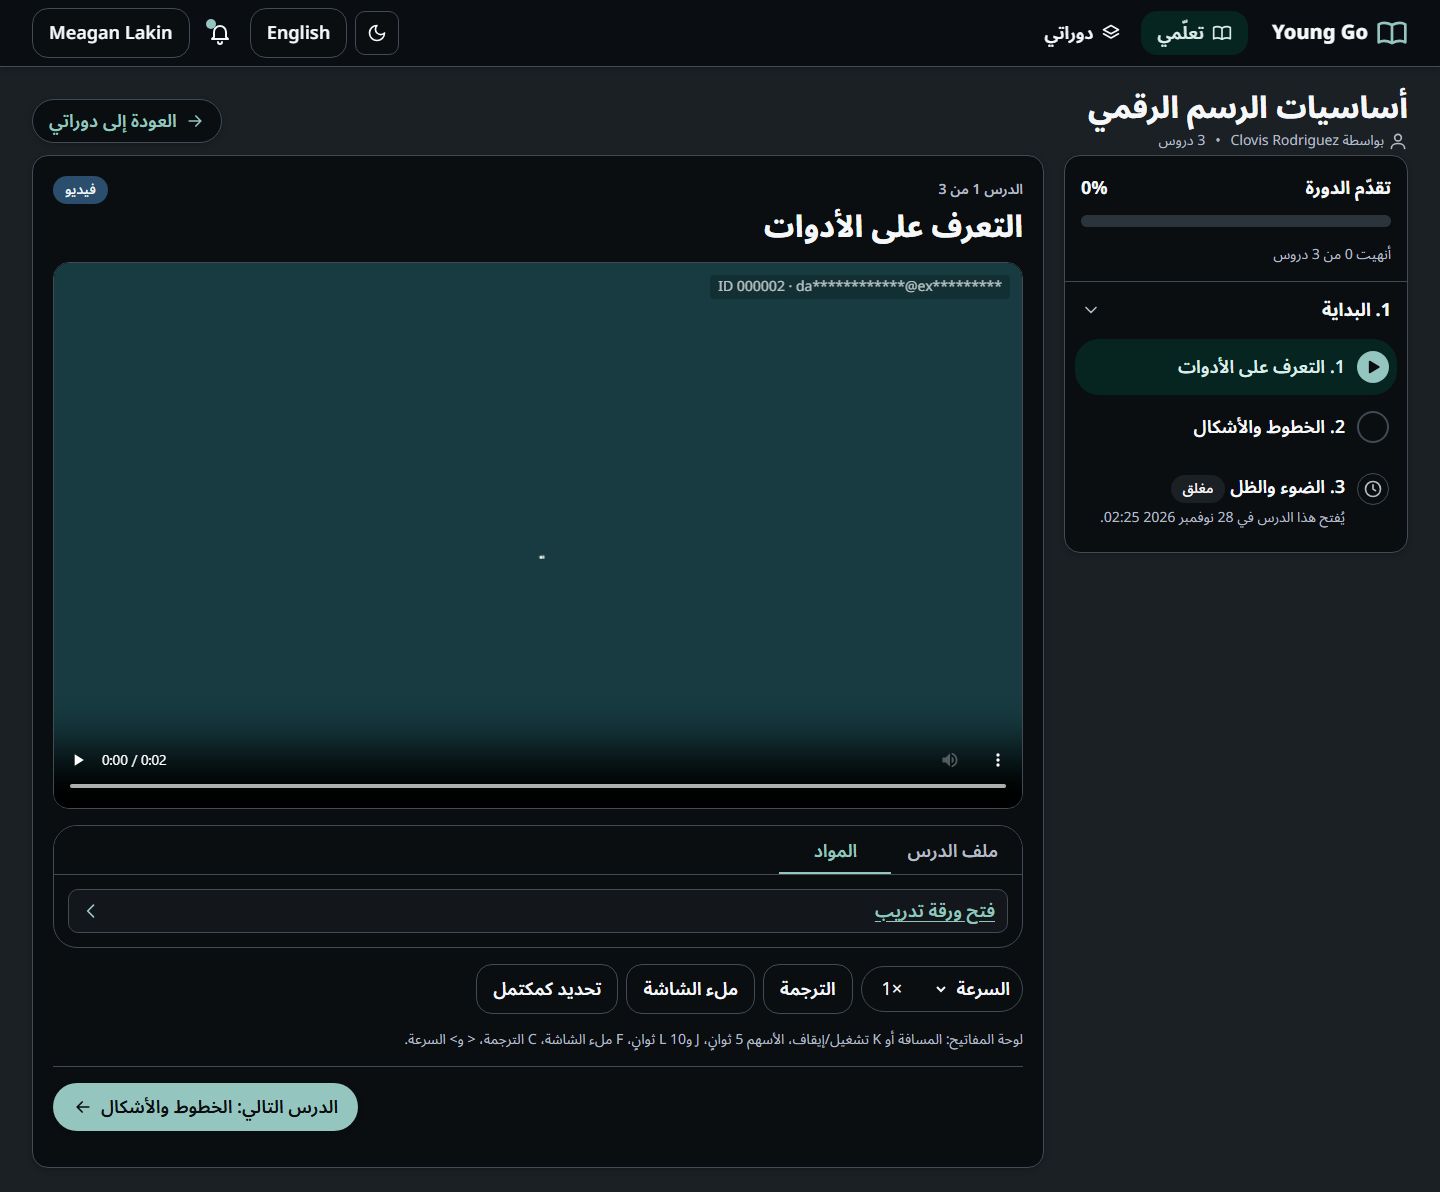 Young Go
تعلّمي
دوراتي
English
Meagan Lakin
أساسيات الرسم الرقمي
بواسطة Clovis Rodriguez • 3 دروس
العودة إلى دوراتي
تقدّم الدورة
0%
أنهيت 0 من 3 دروس
1. البداية
1. التعرف على الأدوات
2. الخطوط والأشكال
3. الضوء والظل مغلق
يُفتح هذا الدرس في 28 نوفمبر 2026 02:25.
الدرس 1 من 3
فيديو
التعرف على الأدوات
ID 000002 · da************@ex*********
0:00 / 0:02
ملف الدرس
المواد
فتح ورقة تدريب
السرعة
1×
الترجمة
ملء الشاشة
تحديد كمكتمل
لوحة المفاتيح: المسافة أو K تشغيل/إيقاف، الأسهم 5 ثوانٍ، J و10 L ثوانٍ، F ملء الشاشة، C الترجمة، < و> السرعة.
الدرس التالي: الخطوط والأشكال